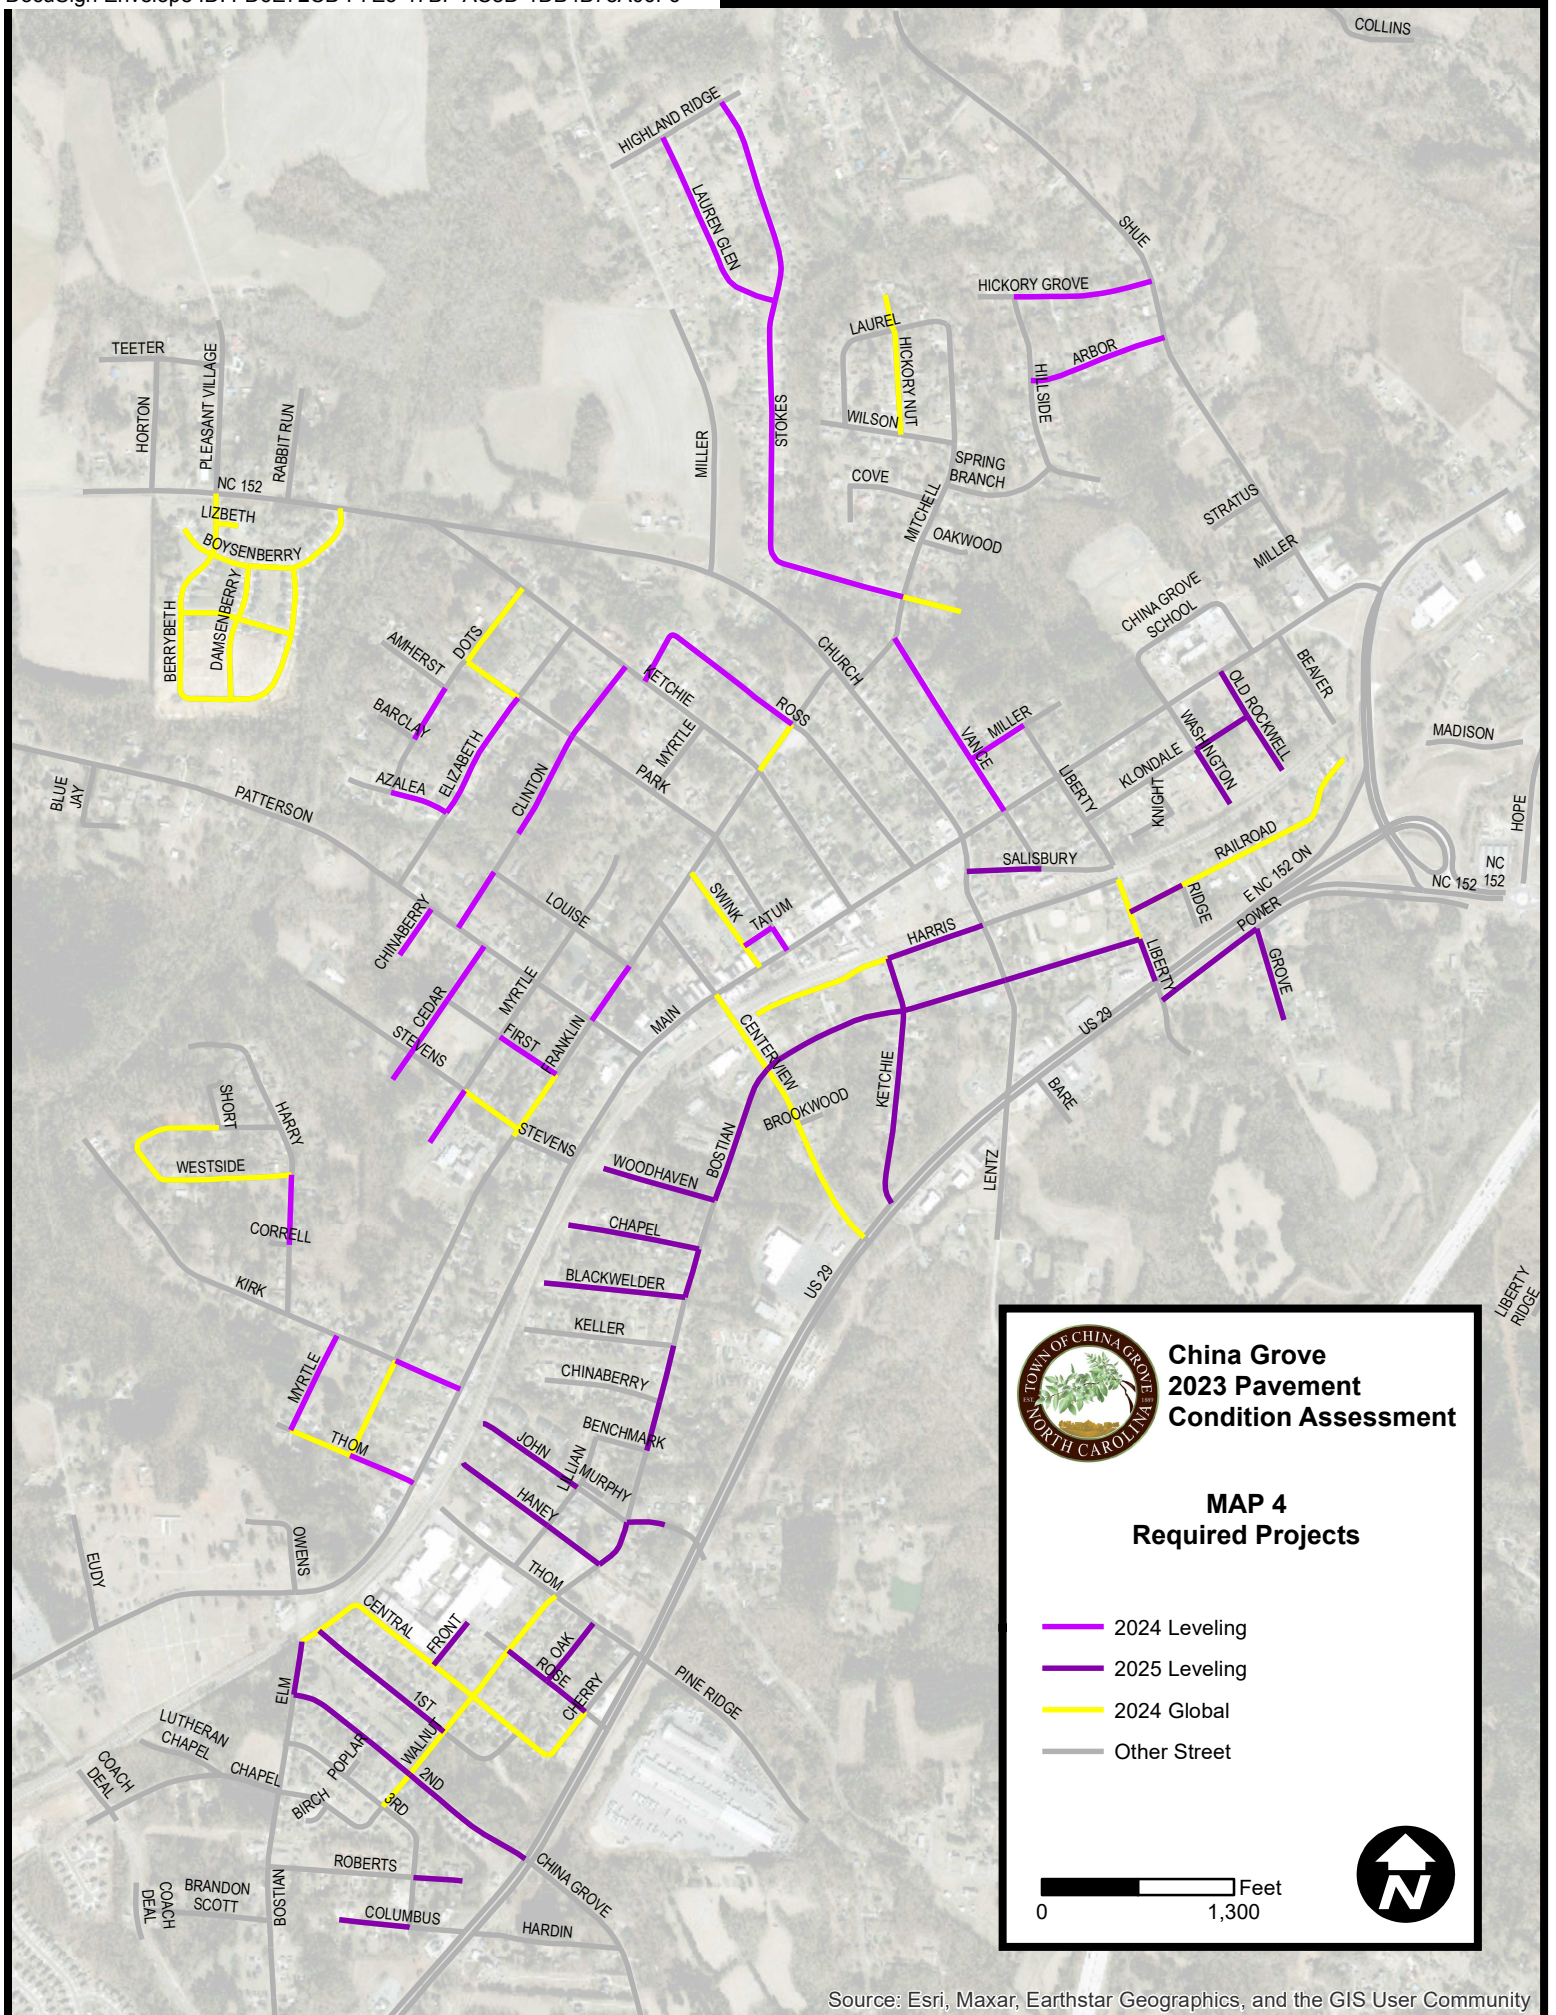 COLLINS
HIGHLAND RIDGE
LAUREN GLEN
SHUE
HICKORY GROVE
LAUREL
HICKORY NUT
ARBOR
HILLSIDE
TEETER
PLEASANT VILLAGE
HORTON
RABBIT RUN
STOKES
MILLER
WILSON
SPRING
BRANCH
COVE
MITCHELL
OAKWOOD
NC 152
LIZBETH
BOYSENBERRY
STRATUS
MILLER
CHINA GROVE
SCHOOL
BERRYBETH
DAMSENBERRY
AMHERST
DOTS
BARCLAY
KETCHIE
ROSS
CHURCH
BEAVER
OLD ROCKWELL
WASHINGTON
MADISON
MYRTLE
MILLER
VANCE
ELIZABETH
AZALEA
CLINTON
PARK
KLONDALE
LIBERTY
KNIGHT
BLUE
JAY
PATTERSON
HOPE
RAILROAD
SALISBURY
E NC 152 ON
NC
152
NC 152
RIDGE
POWER
LOUISE
SWINK
TATUM
CHINABERRY
HARRIS
LIBERTY
GROVE
MYRTLE
ST. CEDAR
STEVENS
FIRST
FRANKLIN
MAIN
CENTERVIEW
US 29
KETCHIE
BARE
BROOKWOOD
SHORT
HARRY
STEVENS
WESTSIDE
WOODHAVEN
BOSTIAN
LENTZ
CORRELL
CHAPEL
BLACKWELDER
US 29
KIRK
LIBERTY
RIDGE
KELLER
CHINABERRY
MYRTLE
BENCHMARK
THOM
JOHN
LILLIAN
MURPHY
HANEY
OWENS
EUDY
THOM
CENTRAL
FRONT
OAK
ROSE
CHERRY
PINE RIDGE
ELM
1ST
WALNUT
LUTHERAN
CHAPEL
POPLAR
2ND
COACH
DEAL
CHAPEL
BIRCH
3RD
ROBERTS
CHINA GROVE
BRANDON
SCOTT
COACH
DEAL
BOSTIAN
COLUMBUS
HARDIN
TOWN OF CHINA GROVE
EST. 1889
NORTH CAROLINA
China Grove
2023 Pavement
Condition Assessment
MAP 4
Required Projects
2024 Leveling
2025 Leveling
2024 Global
Other Street
Feet
0 1,300
N
Source: Esri, Maxar, Earthstar Geographics, and the GIS User Community